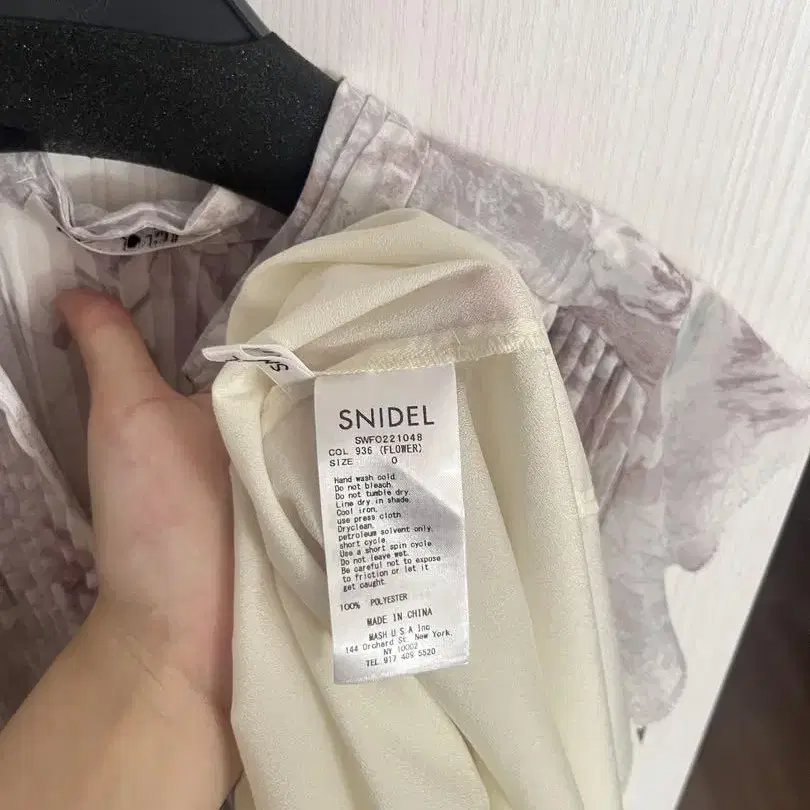 SNIDEL
SWFO221048
COL 936 (FLOWER)
SIZE 0
Hand wash cold.
Do not bleach.
Do not tumble dry.
Line dry in shade.
Cool iron,
use press cloth.
Dryclean,
petroleum solvent only,
short cycle.
Use a short spin cycle.
Do not leave wet.
Be careful not to expose
to friction or let it
get caught.
100% POLYESTER
MADE IN CHINA
MASH U.S.A Inc.
144 Orchard St. New York,
NY 10002
TEL 917 409 5520